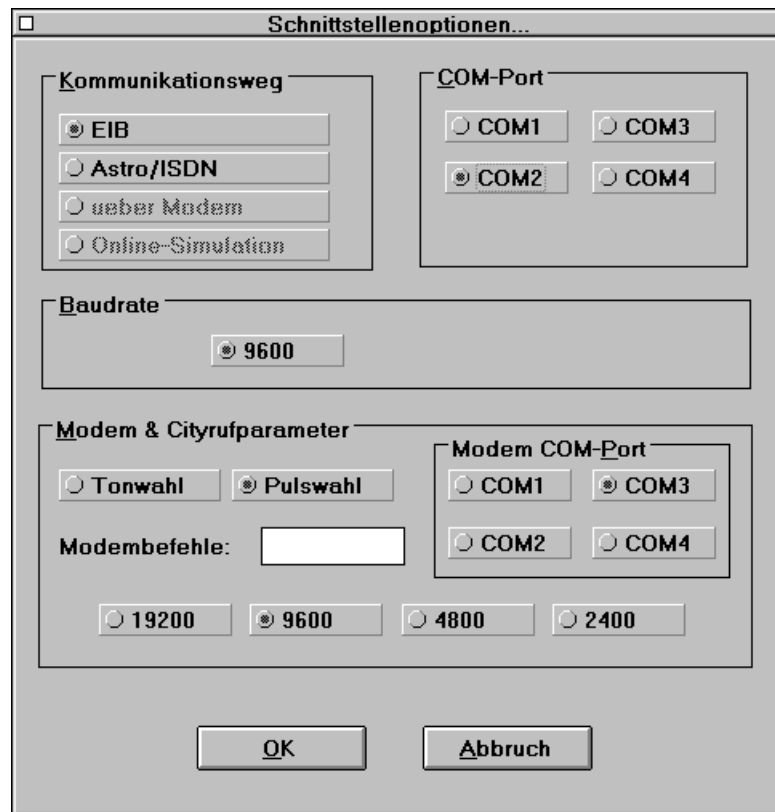 Schnittstellenoptionen...
Kommunikationsweg
EIB
Astro/ISDN
ueber Modem
Online-Simulation
COM-Port
COM1
COM3
COM2
COM4
Baudrate
9600
Modem & Cityrufparameter
Tonwahl
Pulswahl
Modembefehle:
Modem COM-Port
COM1
COM3
COM2
COM4
19200
9600
4800
2400
OK
Abbruch